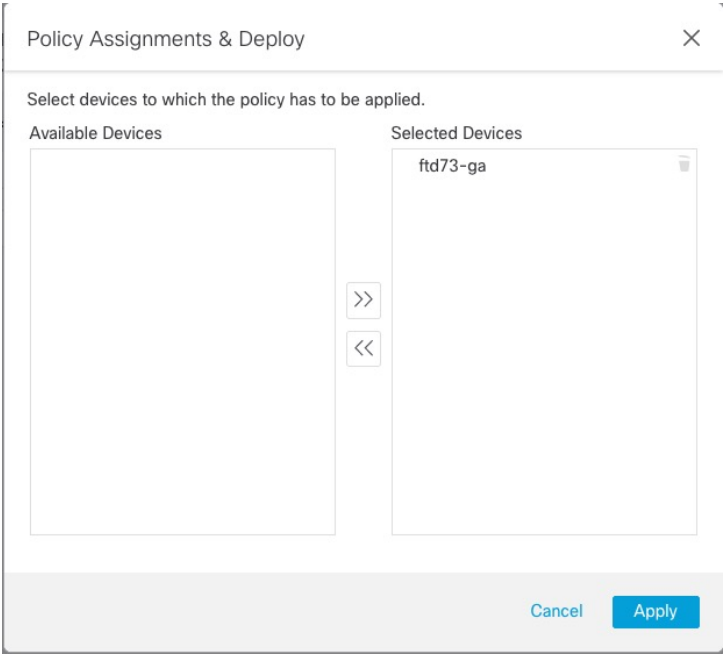 Policy Assignments & Deploy
Select devices to which the policy has to be applied.
Available Devices
Selected Devices
ftd73-ga
Cancel
Apply